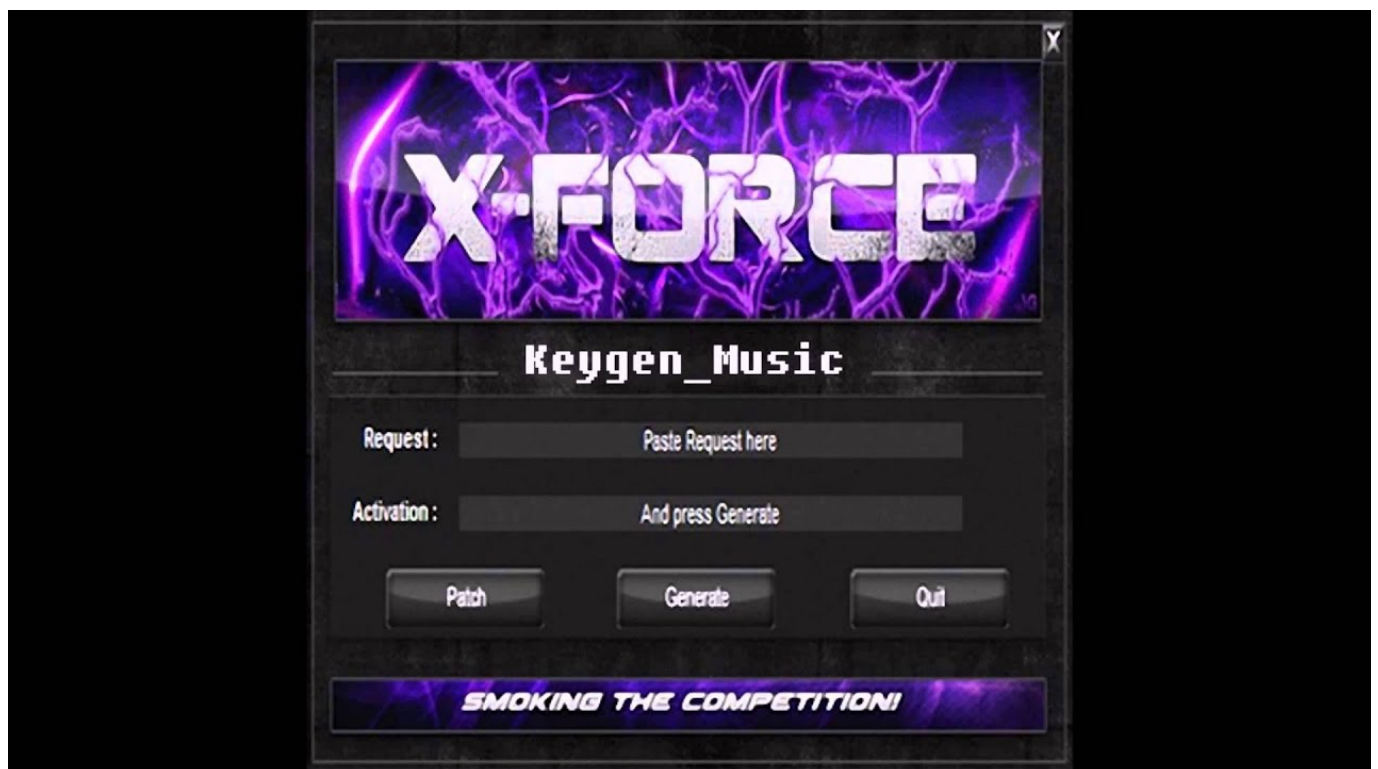 X
X-FORCE
Keygen_Music
Request :
Paste Request here
Activation :
And press Generate
Patch
Generate
Quit
SMOKING THE COMPETITION!